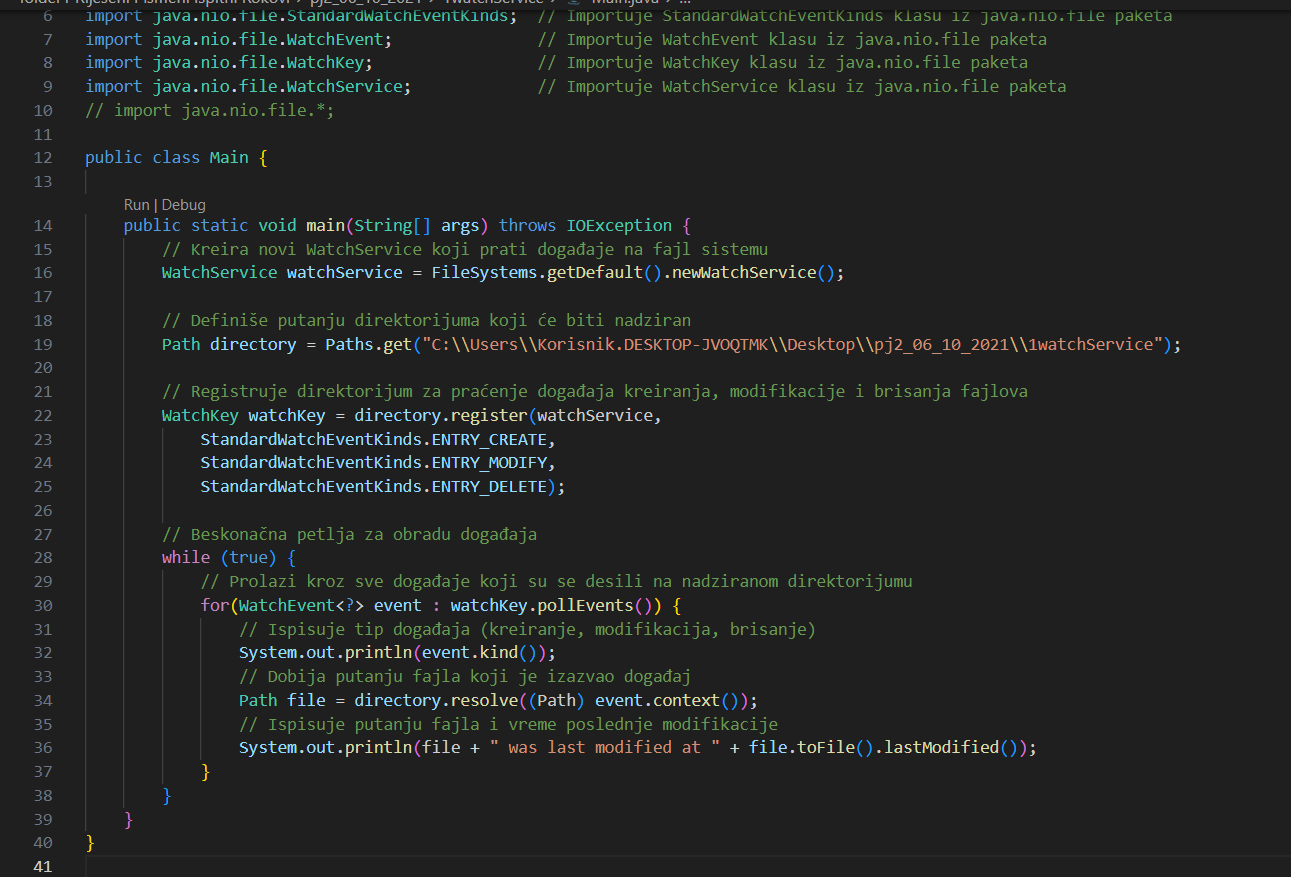 6 import java.nio.file.StandardWatchEventKinds; // Importuje StandardWatchEventKinds klasu iz java.nio.file paketa
7 import java.nio.file.WatchEvent; // Importuje WatchEvent klasu iz java.nio.file paketa
8 import java.nio.file.WatchKey; // Importuje WatchKey klasu iz java.nio.file paketa
9 import java.nio.file.WatchService; // Importuje WatchService klasu iz java.nio.file paketa
10 // import java.nio.file.*;
11
12 public class Main {
13
Run | Debug
14 public static void main(String[] args) throws IOException {
15 // Kreira novi WatchService koji prati događaje na fajl sistemu
16 WatchService watchService = FileSystems.getDefault().newWatchService();
17
18 // Definiše putanju direktorijuma koji će biti nadziran
19 Path directory = Paths.get("C:\\Users\\Korisnik.DESKTOP-JVOQTMK\\Desktop\\pj2_06_10_2021\\1watchService");
20
21 // Registruje direktorijum za praćenje događaja kreiranja, modifikacije i brisanja fajlova
22 WatchKey watchKey = directory.register(watchService,
23 StandardWatchEventKinds.ENTRY_CREATE,
24 StandardWatchEventKinds.ENTRY_MODIFY,
25 StandardWatchEventKinds.ENTRY_DELETE);
26
27 // Beskonačna petlja za obradu događaja
28 while (true) {
29 // Prolazi kroz sve događaje koji su se desili na nadziranom direktorijumu
30 for(WatchEvent<?> event : watchKey.pollEvents()) {
31 // Ispisuje tip događaja (kreiranje, modifikacija, brisanje)
32 System.out.println(event.kind());
33 // Dobija putanju fajla koji je izazvao događaj
34 Path file = directory.resolve((Path) event.context());
35 // Ispisuje putanju fajla i vreme poslednje modifikacije
36 System.out.println(file + " was last modified at " + file.toFile().lastModified());
37 }
38 }
39 }
40 }
41